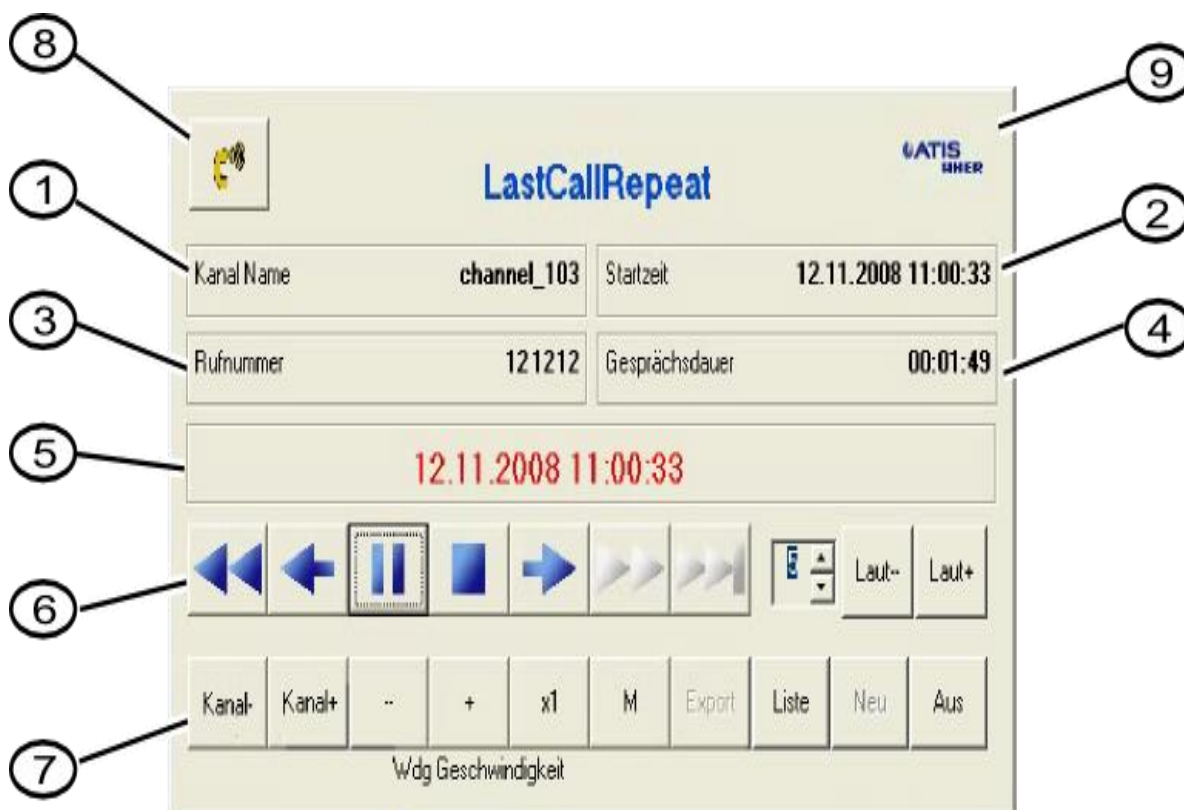 8
9
ATIS
UHER
LastCallRepeat
1
2
Kanal Name channel_103 Startzeit 12.11.2008 11:00:33
3
4
Rufnummer 121212 Gesprächsdauer 00:01:49
5
12.11.2008 11:00:33
6
Laut-- Laut+
7
Kanal- Kanal+ -- + x1 M Export Liste Neu Aus
Wdg Geschwindigkeit